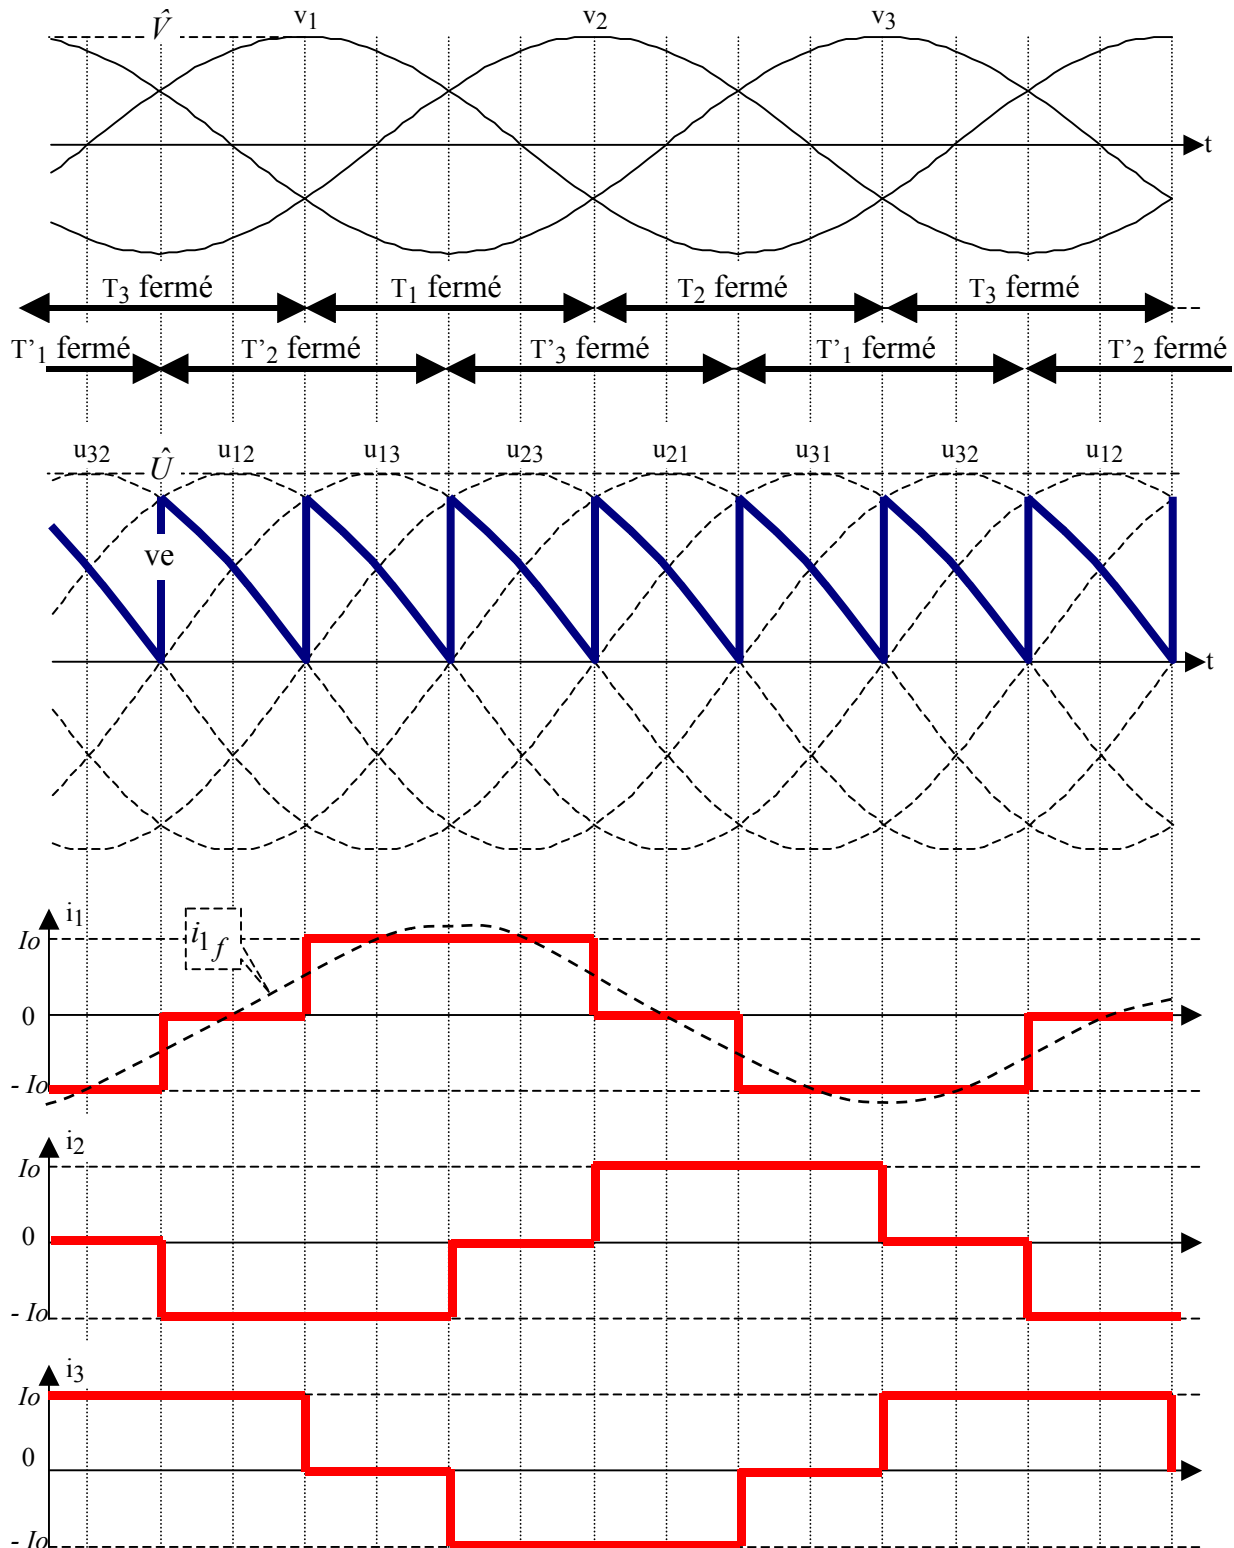 V̂ v1 v2 v3
t
T3 fermé T1 fermé T2 fermé T3 fermé
T’1 fermé T’2 fermé T’3 fermé T’1 fermé T’2 fermé
u32 Û u12 u13 u23 u21 u31 u32 u12
ve
t
i1
Io
i1f
0
- Io
i2
Io
0
- Io
i3
Io
0
- Io